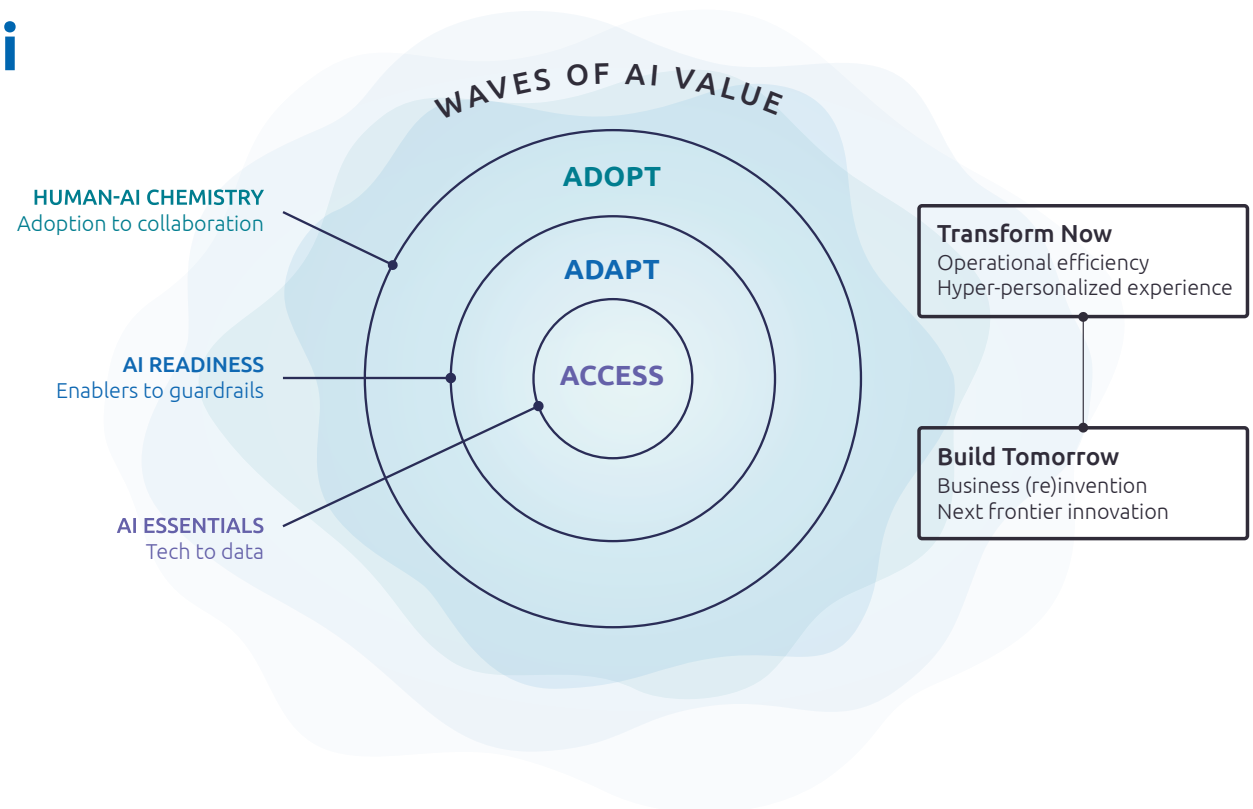 i
WAVES OF AI VALUE
ADOPT
ADAPT
ACCESS
HUMAN-AI CHEMISTRY
Adoption to collaboration
AI READINESS
Enablers to guardrails
AI ESSENTIALS
Tech to data
Transform Now
Operational efficiency
Hyper-personalized experience
Build Tomorrow
Business (re)invention
Next frontier innovation